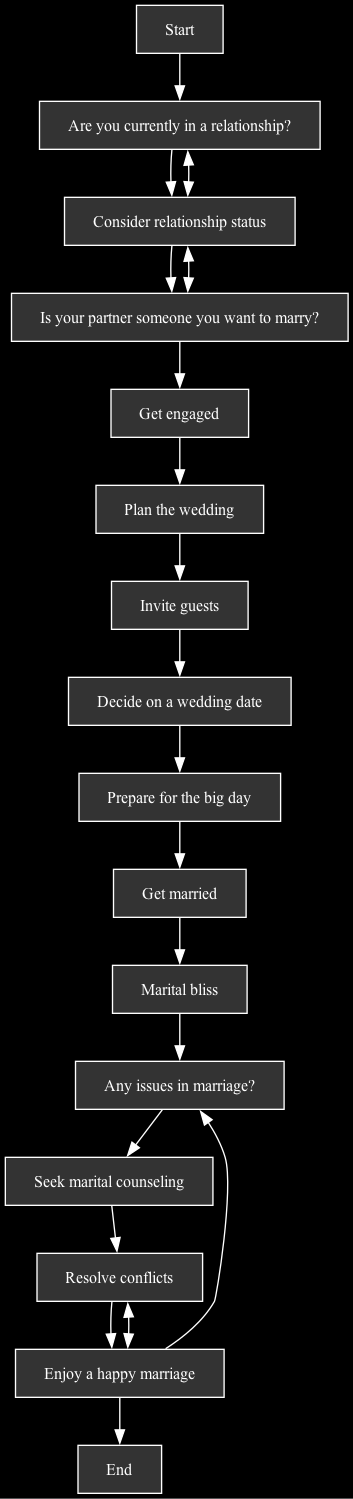 Start
Are you currently in a relationship?
Consider relationship status
Is your partner someone you want to marry?
Get engaged
Plan the wedding
Invite guests
Decide on a wedding date
Prepare for the big day
Get married
Marital bliss
Any issues in marriage?
Seek marital counseling
Resolve conflicts
Enjoy a happy marriage
End